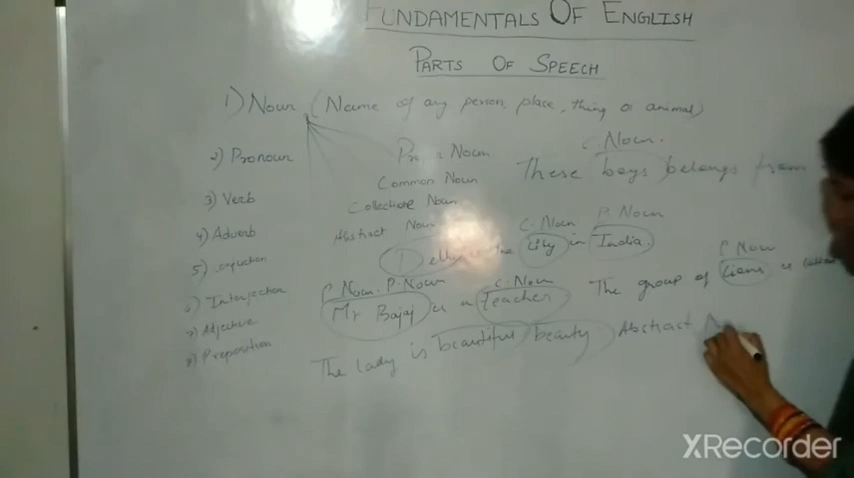 FUNDAMENTALS OF ENGLISH
PARTS OF SPEECH
1) Noun (Name of any person, place, thing or animal)
2) Pronoun
3) Verb
4) Adverb
5)
6) Interjection
7) Adjective
8) Preposition
Noun
Common Noun
Collective Noun
Abstract Noun
C. Noun.
These boys belongs from
C. Noun P. Noun
City in India.
P. Noun. P. Noun C. Noun
Mr Bajaj is a Teacher
P. Noun
The group of Lions is called
The lady is beautiful beauty Abstract
XRecorder